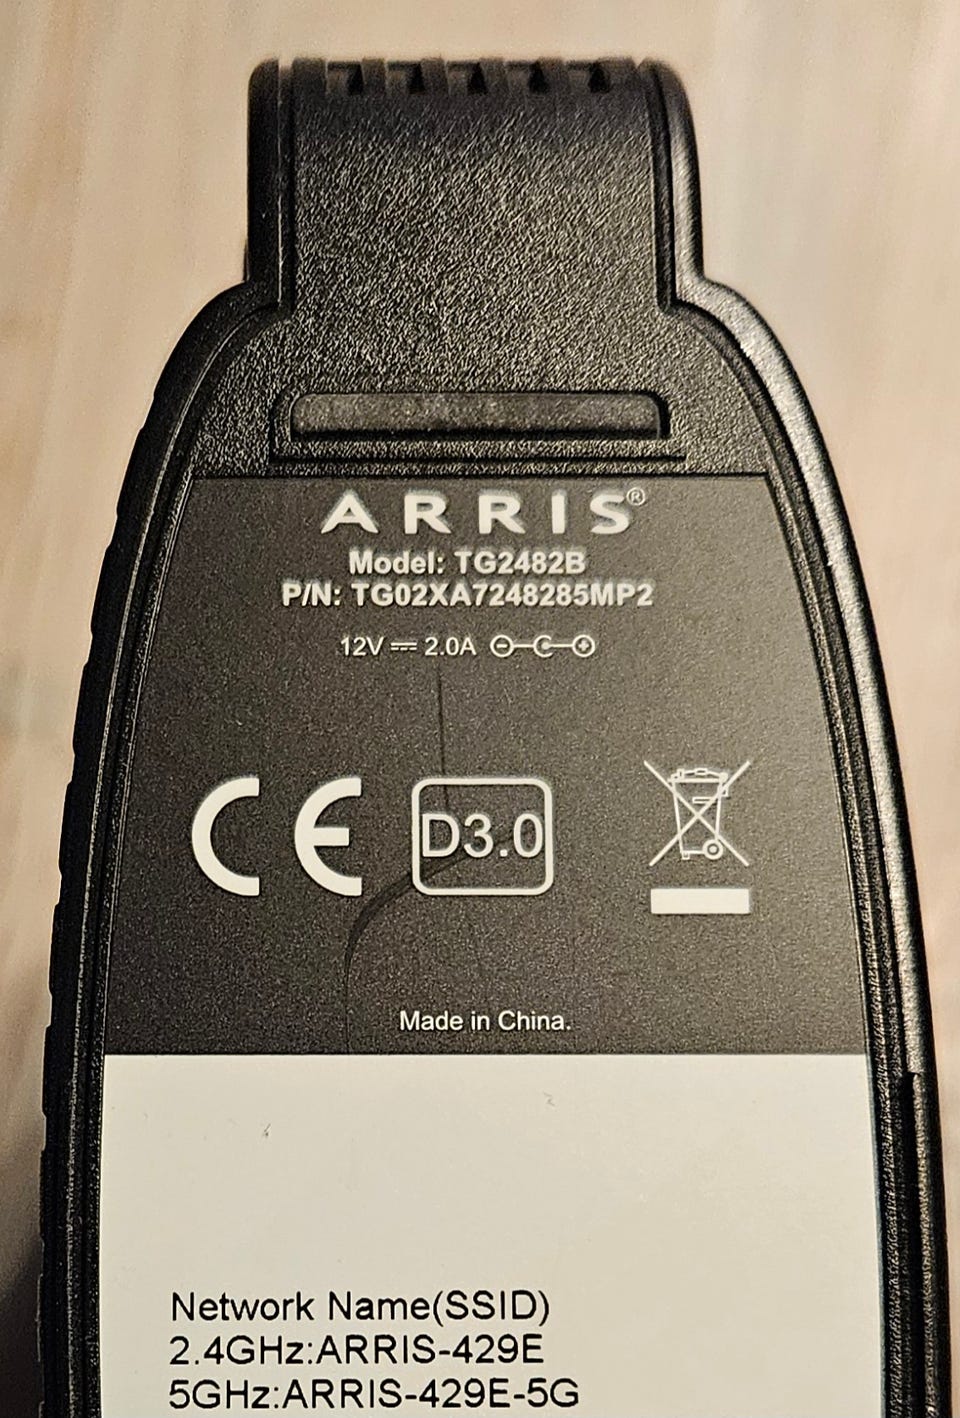 ARRIS®
Model: TG2482B
P/N: TG02XA7248285MP2
12V ⎓ 2.0A
CE D3.0
Made in China.
Network Name(SSID)
2.4GHz:ARRIS-429E
5GHz:ARRIS-429E-5G